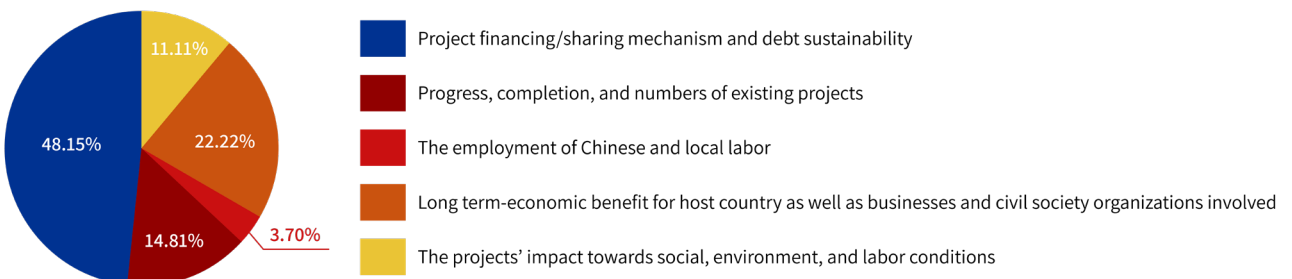 11.11%
48.15%
22.22%
14.81%
3.70%
Project financing/sharing mechanism and debt sustainability
Progress, completion, and numbers of existing projects
The employment of Chinese and local labor
Long term-economic benefit for host country as well as businesses and civil society organizations involved
The projects’ impact towards social, environment, and labor conditions